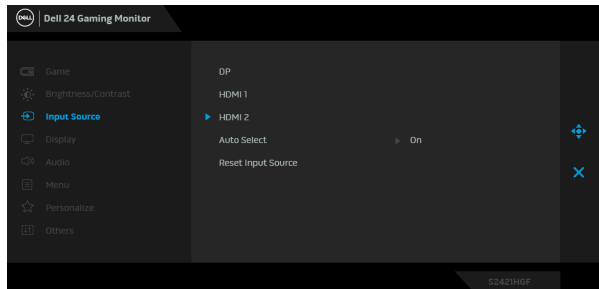 DELL
Dell 24 Gaming Monitor
Game
Brightness/Contrast
Input Source
Display
Audio
Menu
Personalize
Others
DP
HDMI 1
HDMI 2
Auto Select On
Reset Input Source
S2421HGF